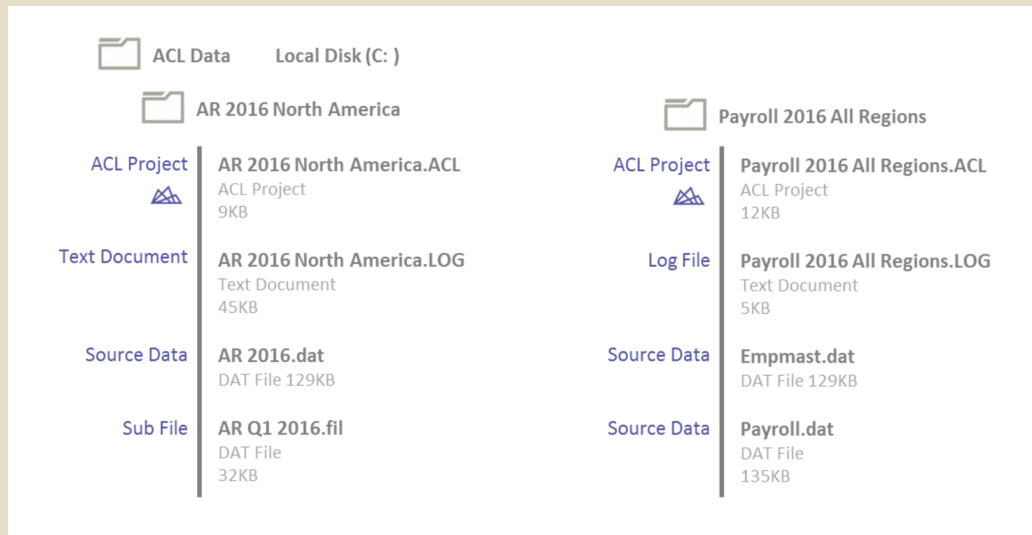 ACL Data Local Disk (C: )
AR 2016 North America
ACL Project
AR 2016 North America.ACL
ACL Project
9KB
Text Document
AR 2016 North America.LOG
Text Document
45KB
Source Data
AR 2016.dat
DAT File 129KB
Sub File
AR Q1 2016.fil
DAT File
32KB
Payroll 2016 All Regions
ACL Project
Payroll 2016 All Regions.ACL
ACL Project
12KB
Log File
Payroll 2016 All Regions.LOG
Text Document
5KB
Source Data
Empmast.dat
DAT File 129KB
Source Data
Payroll.dat
DAT File
135KB